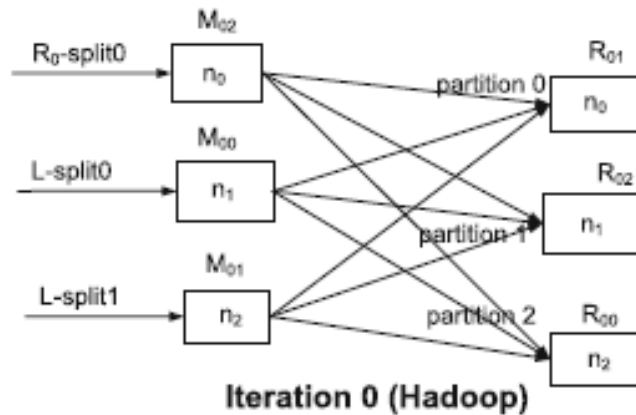 M₀₂
R₀-split0
n₀
partition 0
R₀₁
n₀
M₀₀
L-split0
n₁
R₀₂
n₁
partition 1
M₀₁
L-split1
n₂
partition 2
R₀₀
n₂
Iteration 0 (Hadoop)